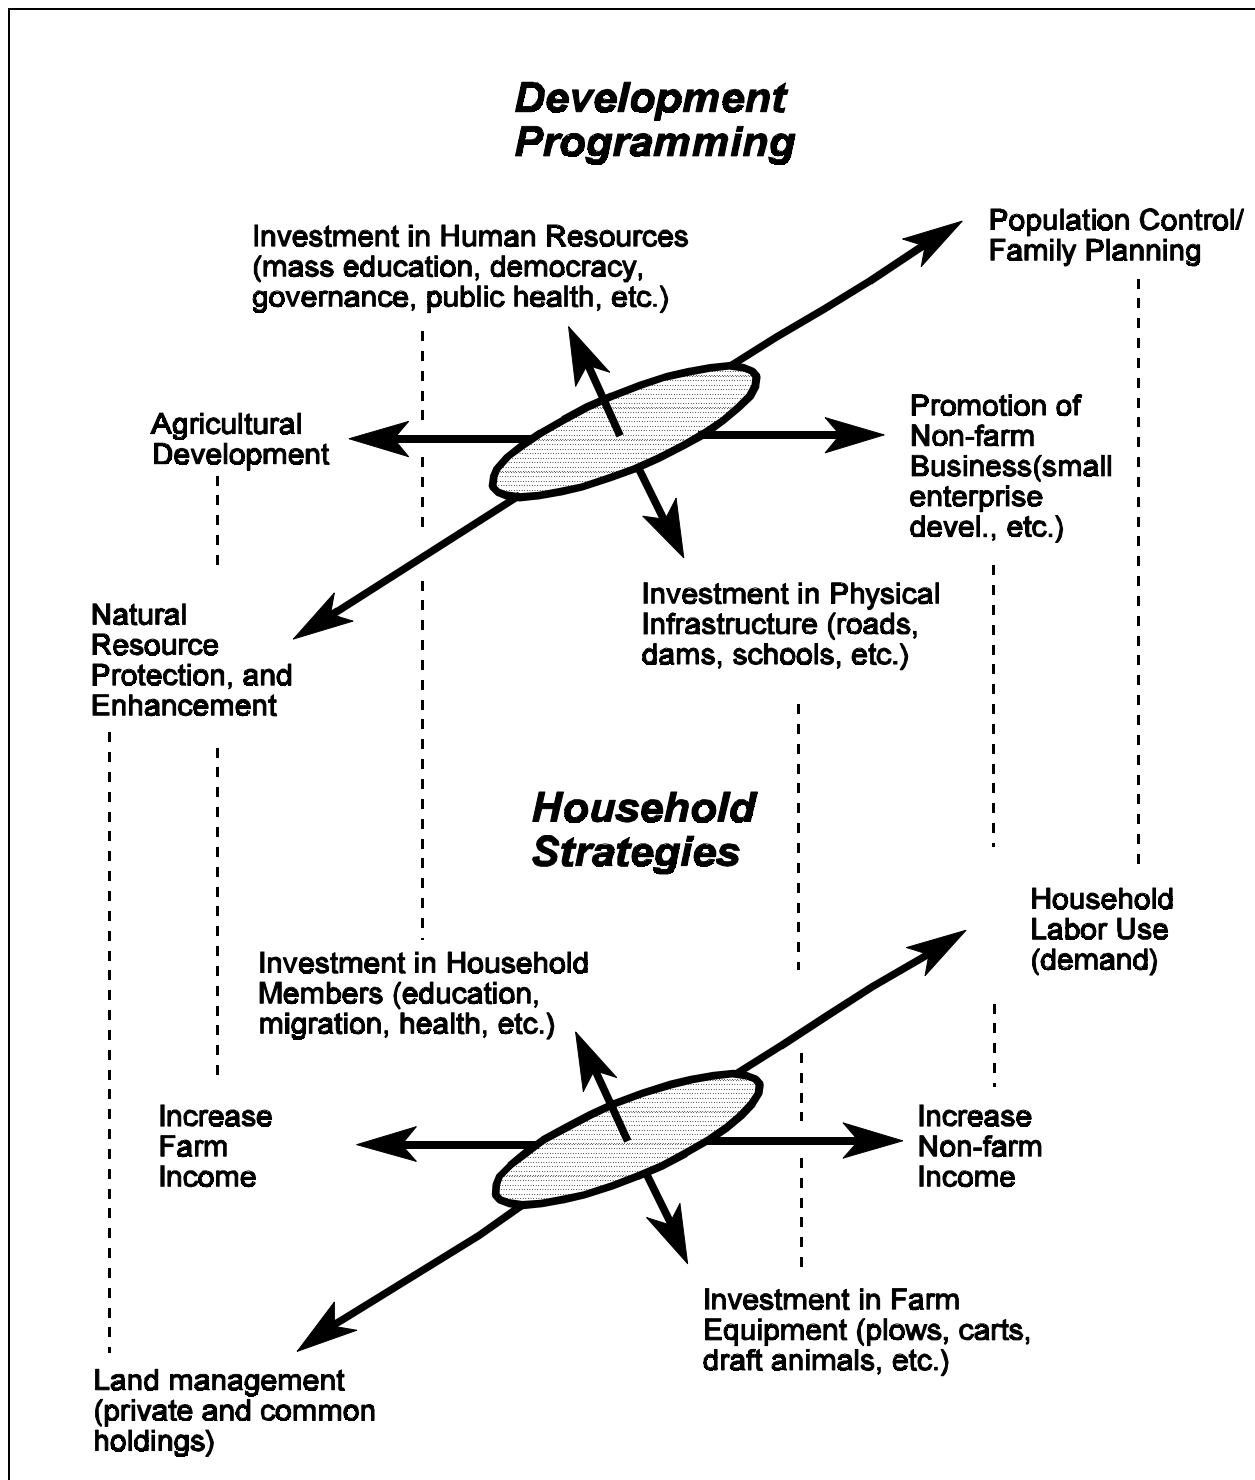 Development
Programming
Population Control/
Family Planning
Investment in Human Resources
(mass education, democracy,
governance, public health, etc.)
Agricultural
Development
Promotion of
Non-farm
Business(small
enterprise
devel., etc.)
Natural
Resource
Protection, and
Enhancement
Investment in Physical
Infrastructure (roads,
dams, schools, etc.)
Household
Strategies
Household
Labor Use
(demand)
Investment in Household
Members (education,
migration, health, etc.)
Increase
Farm
Income
Increase
Non-farm
Income
Investment in Farm
Equipment (plows, carts,
draft animals, etc.)
Land management
(private and common
holdings)